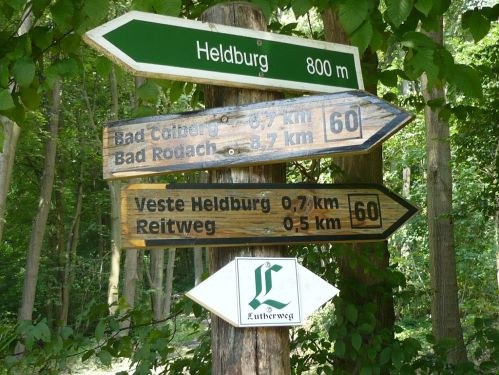 Heldburg 800 m
Bad Colberg 6,7 km
Bad Rodach 8,7 km
60
Veste Heldburg 0,7 km
Reitweg 0,5 km
60
L
Lutherweg